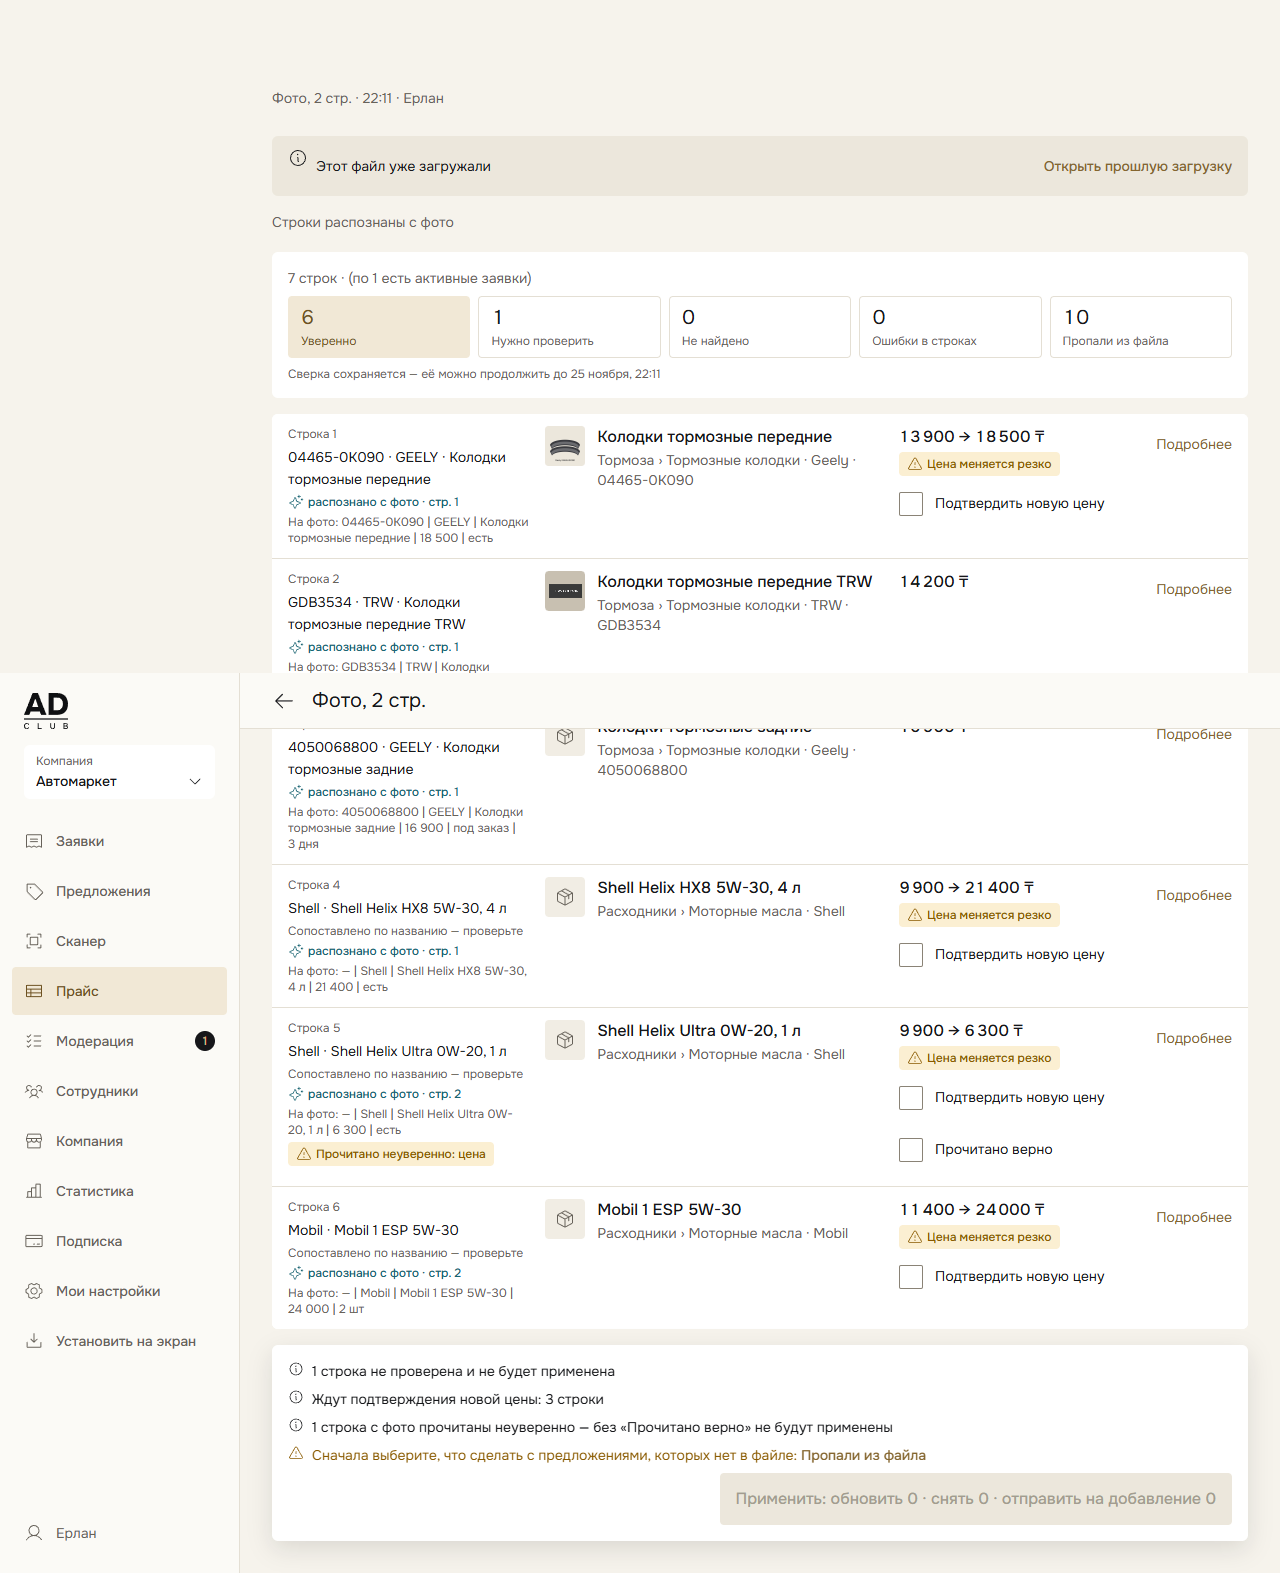 Фото, 2 стр. · 22:11 · Ерлан
Этот файл уже загружали
Открыть прошлую загрузку
Строки распознаны с фото
7 строк · (по 1 есть активные заявки)
6
Уверенно
1
Нужно проверить
0
Не найдено
0
Ошибки в строках
10
Пропали из файла
Сверка сохраняется — её можно продолжить до 25 ноября, 22:11
Строка 1
04465-0K090 · GEELY · Колодки
тормозные передние
распознано с фото · стр. 1
На фото: 04465-0K090 | GEELY | Колодки
тормозные передние | 18 500 | есть
Колодки тормозные передние
Тормоза › Тормозные колодки · Geely ·
04465-0K090
13 900 → 18 500 ₸
Цена меняется резко
Подтвердить новую цену
Подробнее
Строка 2
GDB3534 · TRW · Колодки
тормозные передние TRW
распознано с фото · стр. 1
На фото: GDB3534 | TRW | Колодки
Колодки тормозные передние TRW
Тормоза › Тормозные колодки · TRW ·
GDB3534
14 200 ₸
Подробнее
AD
CLUB
Компания
Автомаркет
Заявки
Предложения
Сканер
Прайс
Модерация
1
Сотрудники
Компания
Статистика
Подписка
Мои настройки
Установить на экран
Ерлан
Фото, 2 стр.
4050068800 · GEELY · Колодки
тормозные задние
распознано с фото · стр. 1
На фото: 4050068800 | GEELY | Колодки
тормозные задние | 16 900 | под заказ |
3 дня
Колодки тормозные задние
Тормоза › Тормозные колодки · Geely ·
4050068800
Подробнее
Строка 4
Shell · Shell Helix HX8 5W-30, 4 л
Сопоставлено по названию — проверьте
распознано с фото · стр. 1
На фото: — | Shell | Shell Helix HX8 5W-30,
4 л | 21 400 | есть
Shell Helix HX8 5W-30, 4 л
Расходники › Моторные масла · Shell
9 900 → 21 400 ₸
Цена меняется резко
Подтвердить новую цену
Подробнее
Строка 5
Shell · Shell Helix Ultra 0W-20, 1 л
Сопоставлено по названию — проверьте
распознано с фото · стр. 2
На фото: — | Shell | Shell Helix Ultra 0W-
20, 1 л | 6 300 | есть
Прочитано неуверенно: цена
Shell Helix Ultra 0W-20, 1 л
Расходники › Моторные масла · Shell
9 900 → 6 300 ₸
Цена меняется резко
Подтвердить новую цену
Прочитано верно
Подробнее
Строка 6
Mobil · Mobil 1 ESP 5W-30
Сопоставлено по названию — проверьте
распознано с фото · стр. 2
На фото: — | Mobil | Mobil 1 ESP 5W-30 |
24 000 | 2 шт
Mobil 1 ESP 5W-30
Расходники › Моторные масла · Mobil
11 400 → 24 000 ₸
Цена меняется резко
Подтвердить новую цену
Подробнее
1 строка не проверена и не будет применена
Ждут подтверждения новой цены: 3 строки
1 строка с фото прочитаны неуверенно — без «Прочитано верно» не будут применены
Сначала выберите, что сделать с предложениями, которых нет в файле: Пропали из файла
Применить: обновить 0 · снять 0 · отправить на добавление 0